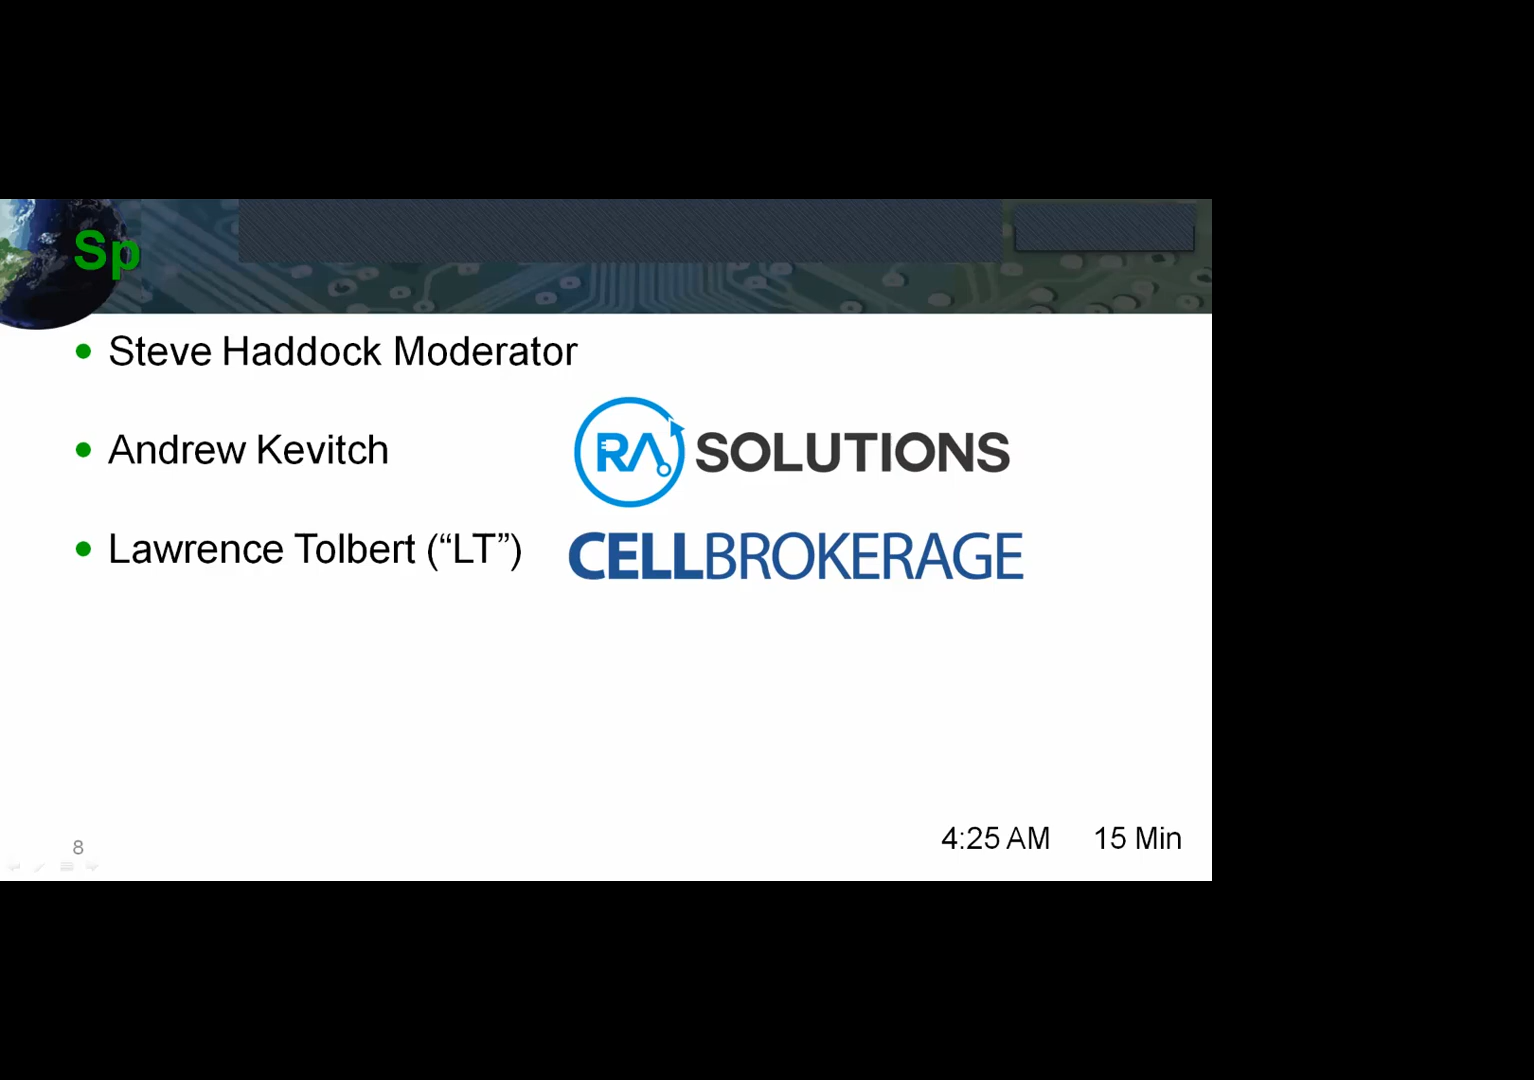 Sp
Steve Haddock Moderator
Andrew Kevitch
RA SOLUTIONS
Lawrence Tolbert (“LT”)
CELLBROKERAGE
8
4:25 AM 15 Min